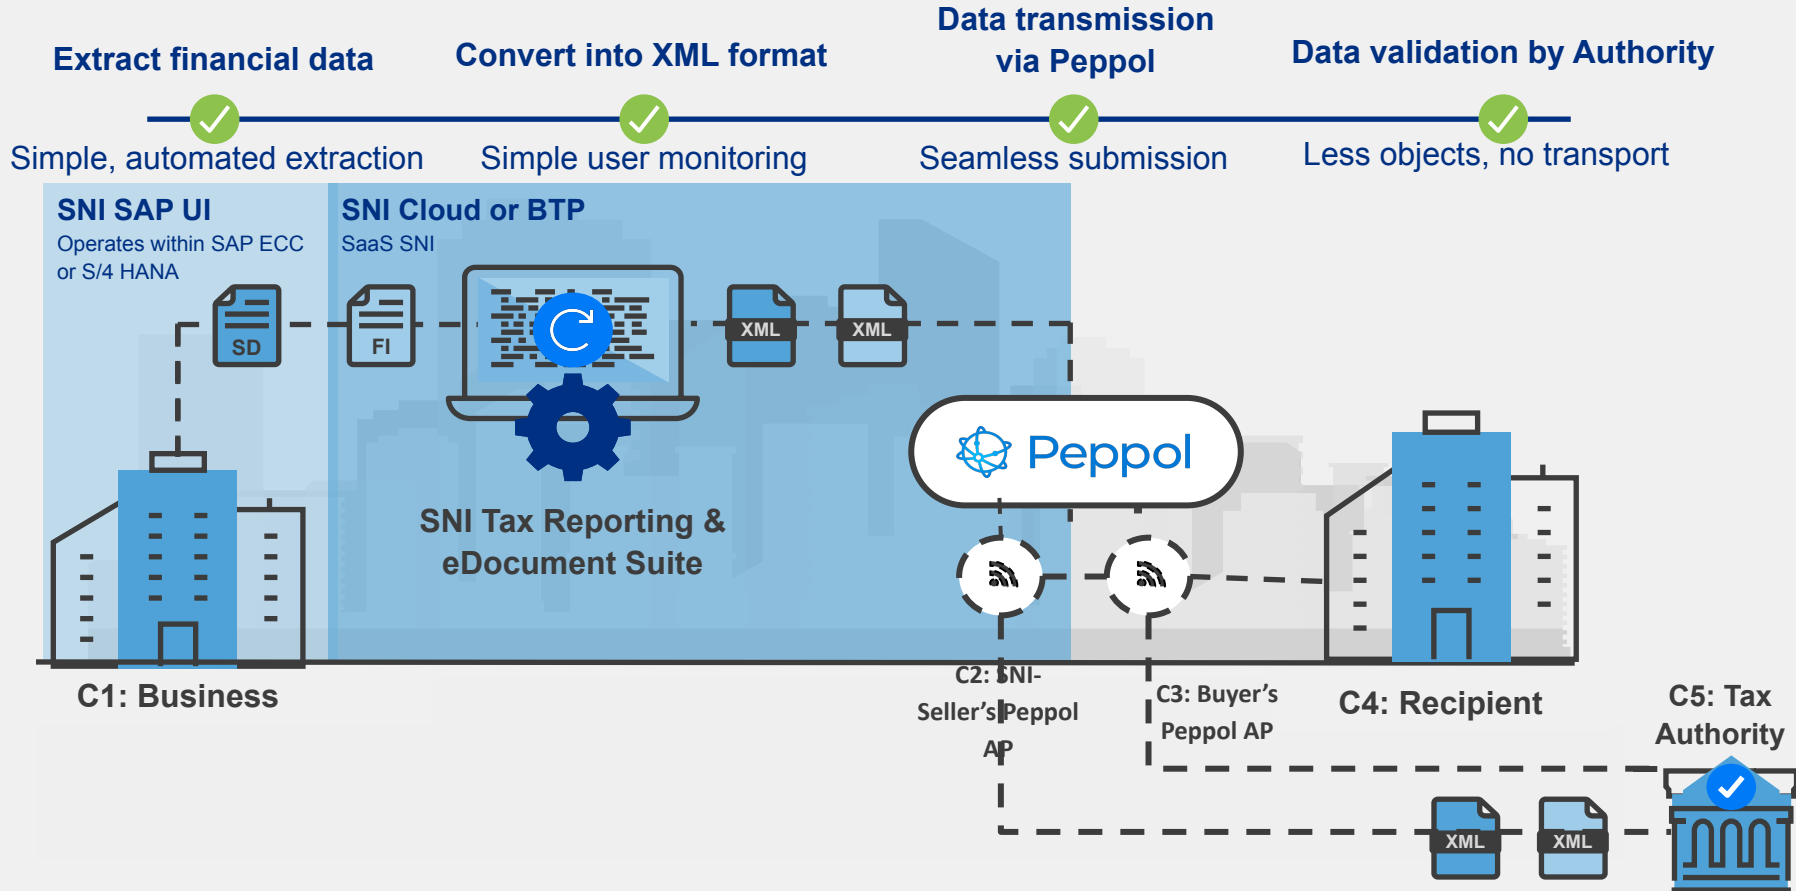 Extract financial data
Convert into XML format
Data transmission
via Peppol
Data validation by Authority
Simple, automated extraction
Simple user monitoring
Seamless submission
Less objects, no transport
SNI SAP UI
Operates within SAP ECC
or S/4 HANA
SNI Cloud or BTP
SaaS SNI
SD
FI
XML
XML
Peppol
SNI Tax Reporting &
eDocument Suite
C1: Business
C2: SNI-
Seller's Peppol
AP
C3: Buyer’s
Peppol AP
C4: Recipient
C5: Tax
Authority
XML
XML